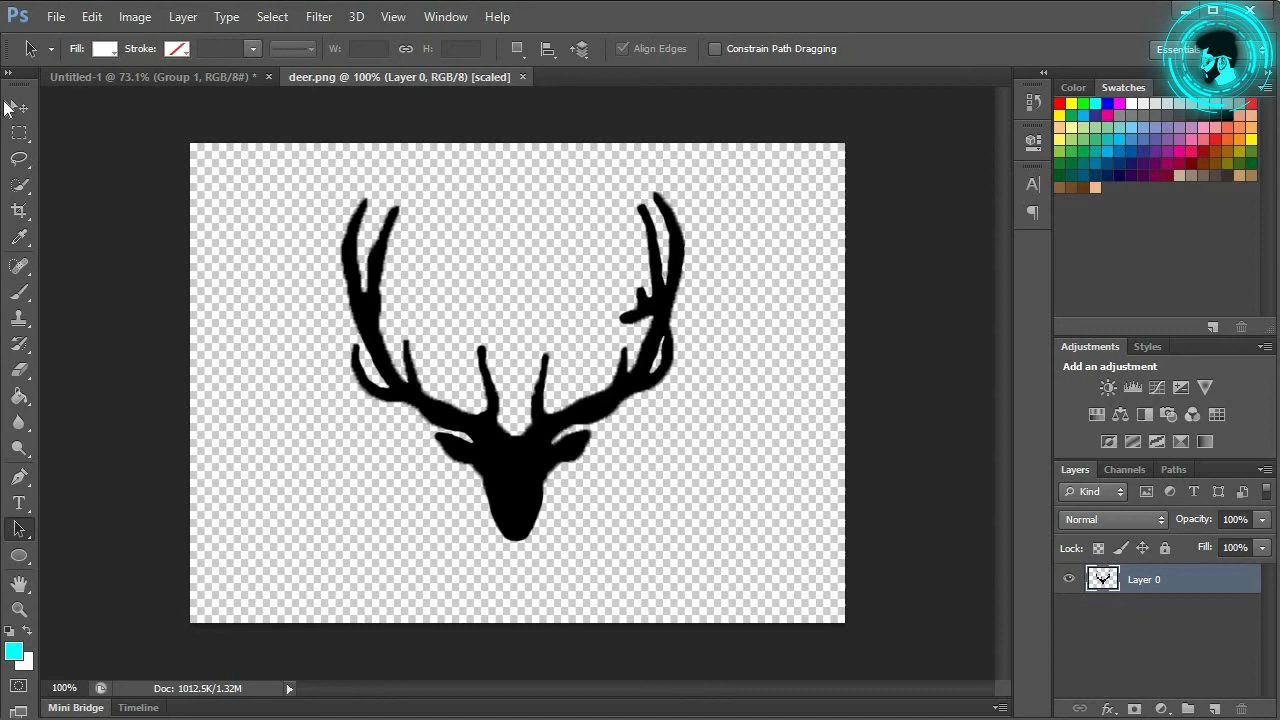 Ps File Edit Image Layer Type Select Filter 3D View Window Help
Fill: Stroke: W: H: Align Edges Constrain Path Dragging Essentials
Untitled-1 @ 73.1% (Group 1, RGB/8#) * × deer.png @ 100% (Layer 0, RGB/8) [scaled] ×
Color Swatches
Adjustments Styles
Add an adjustment
Layers Channels Paths
Kind
Normal Opacity: 100%
Lock: Fill: 100%
Layer 0
100% Doc: 1012.5K/1.32M
Mini Bridge Timeline